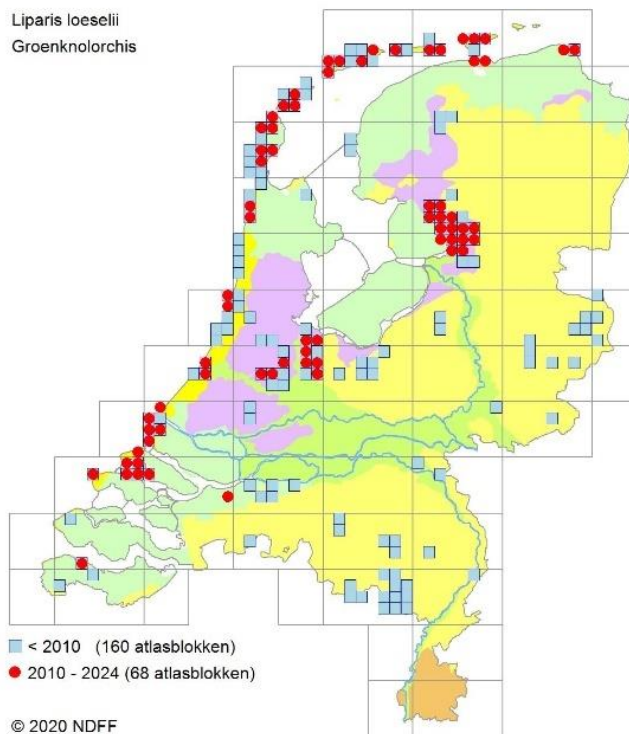 Liparis loeselii
Groenknolorchis
< 2010 (160 atlasblokken)
2010 - 2024 (68 atlasblokken)
© 2020 NDFF